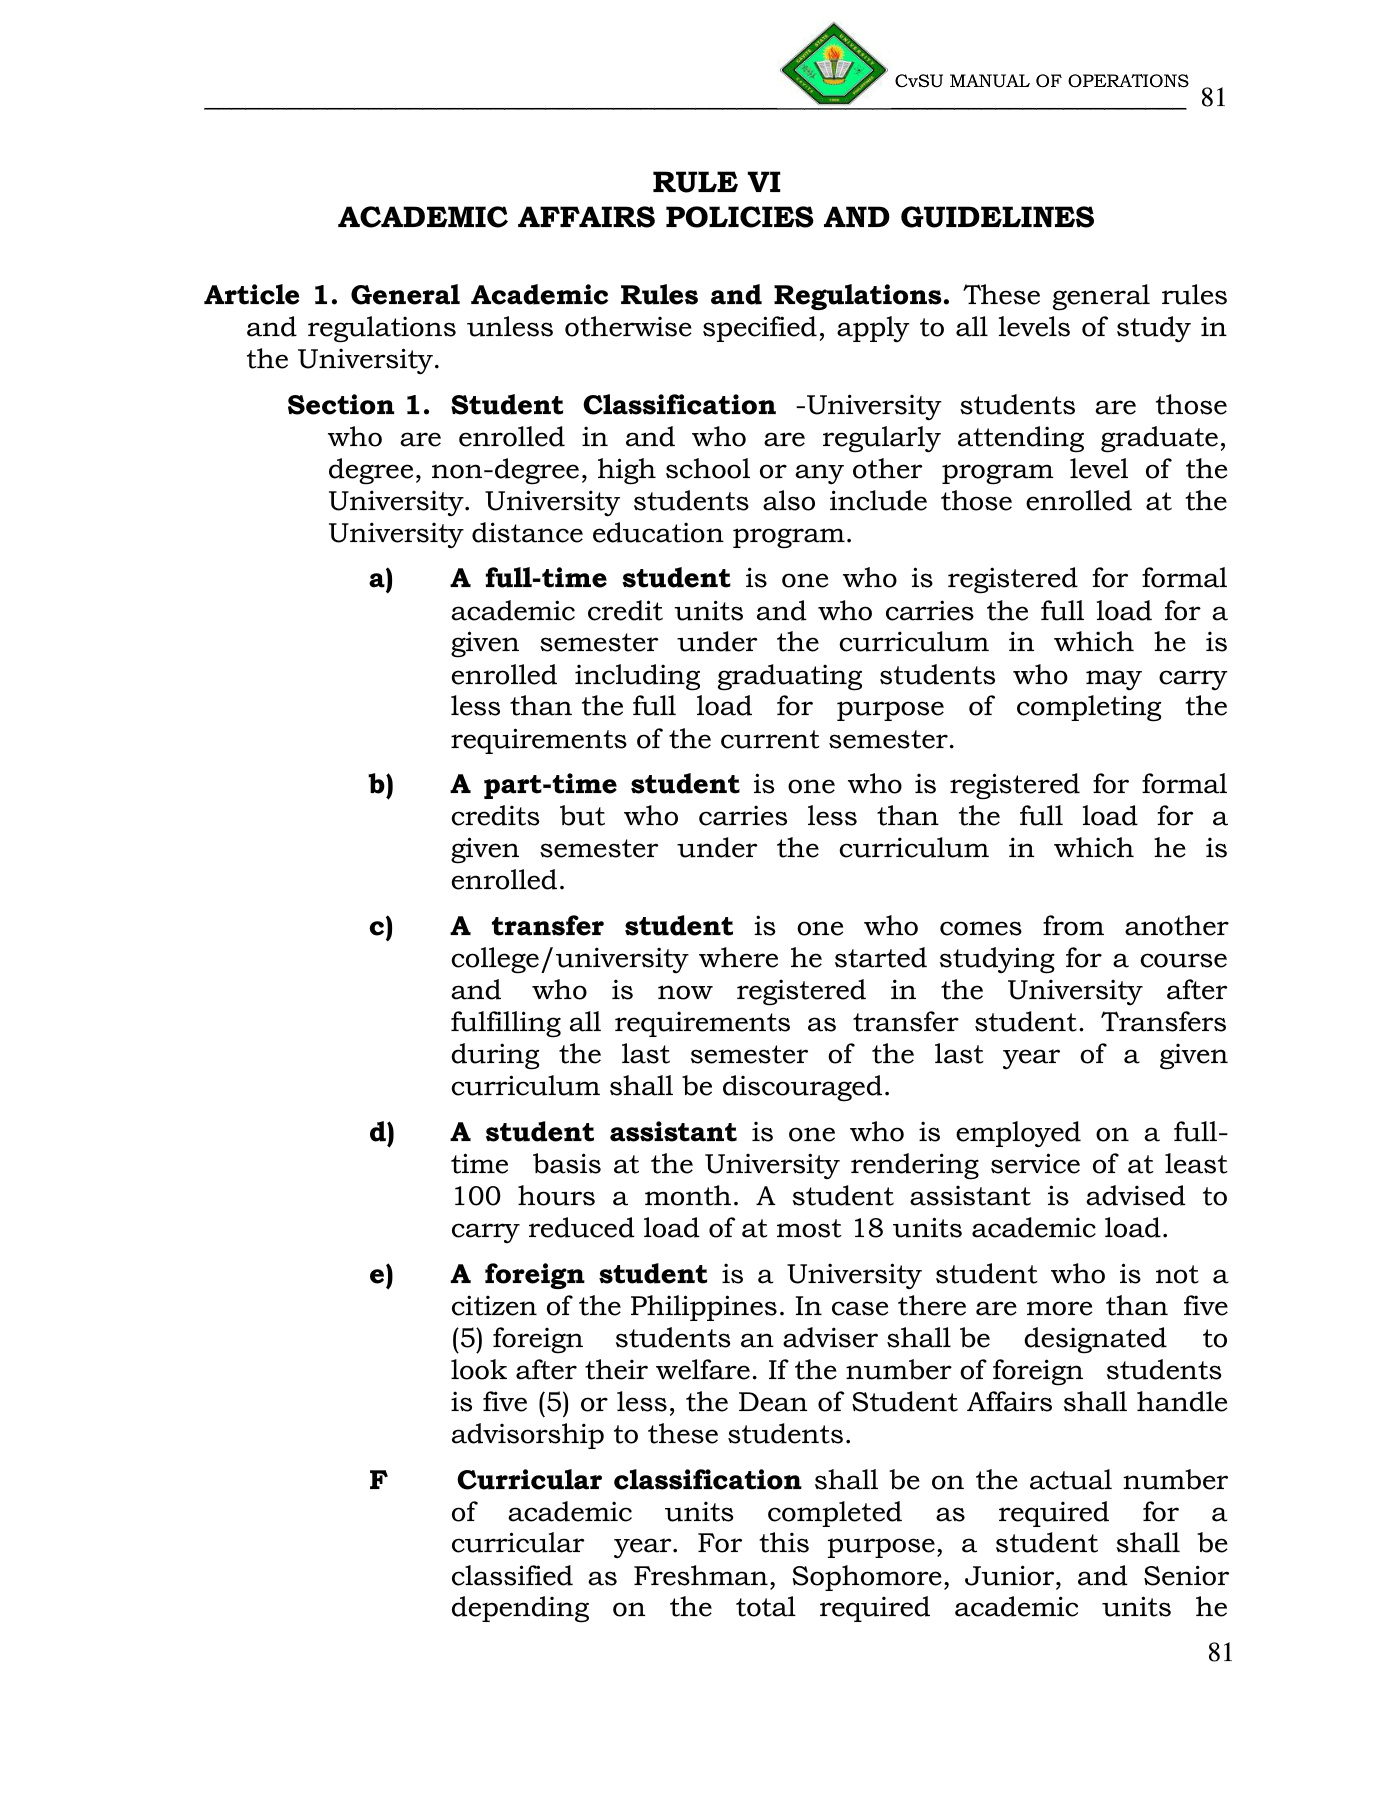 CvSU MANUAL OF OPERATIONS 81
RULE VI
ACADEMIC AFFAIRS POLICIES AND GUIDELINES
Article 1. General Academic Rules and Regulations. These general rules
and regulations unless otherwise specified, apply to all levels of study in
the University.
Section 1. Student Classification -University students are those
who are enrolled in and who are regularly attending graduate,
degree, non-degree, high school or any other program level of the
University. University students also include those enrolled at the
University distance education program.
a) A full-time student is one who is registered for formal
academic credit units and who carries the full load for a
given semester under the curriculum in which he is
enrolled including graduating students who may carry
less than the full load for purpose of completing the
requirements of the current semester.
b) A part-time student is one who is registered for formal
credits but who carries less than the full load for a
given semester under the curriculum in which he is
enrolled.
c) A transfer student is one who comes from another
college/university where he started studying for a course
and who is now registered in the University after
fulfilling all requirements as transfer student. Transfers
during the last semester of the last year of a given
curriculum shall be discouraged.
d) A student assistant is one who is employed on a full-
time basis at the University rendering service of at least
100 hours a month. A student assistant is advised to
carry reduced load of at most 18 units academic load.
e) A foreign student is a University student who is not a
citizen of the Philippines. In case there are more than five
(5) foreign students an adviser shall be designated to
look after their welfare. If the number of foreign students
is five (5) or less, the Dean of Student Affairs shall handle
advisorship to these students.
F Curricular classification shall be on the actual number
of academic units completed as required for a
curricular year. For this purpose, a student shall be
classified as Freshman, Sophomore, Junior, and Senior
depending on the total required academic units he
81